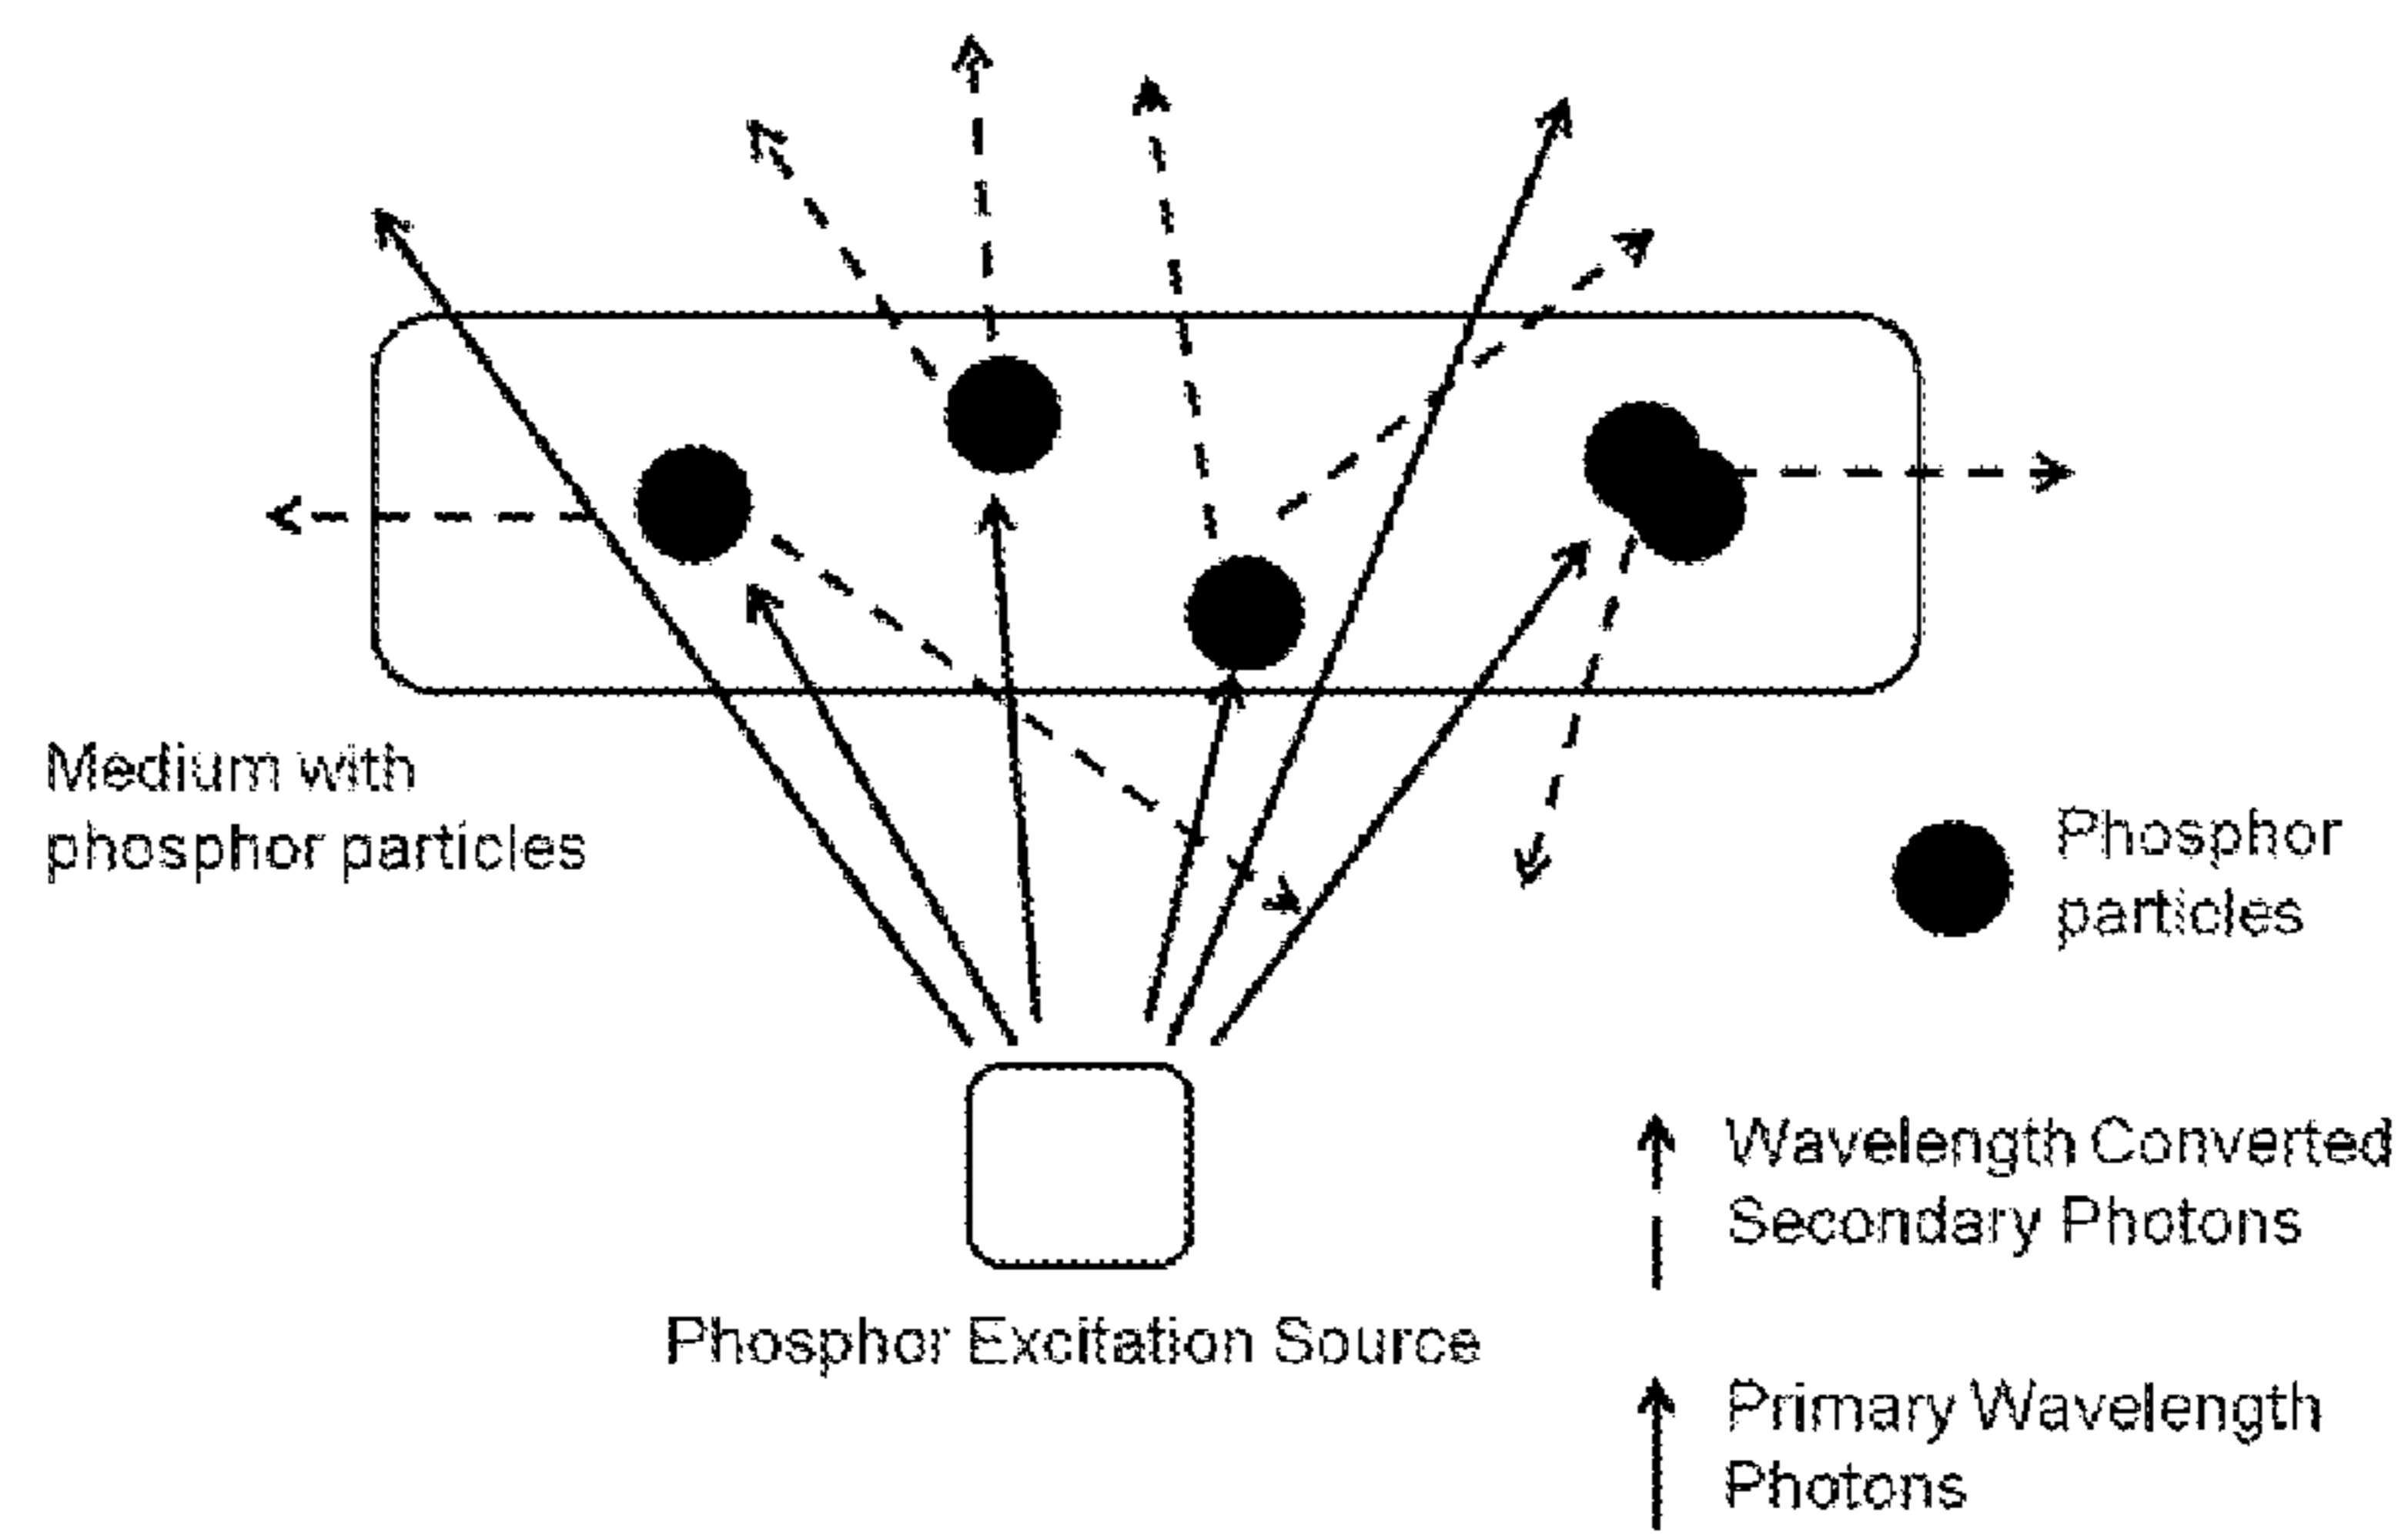 Medium with
phosphor particles
Phosphor
particles
Phosphor Excitation Source
Wavelength Converted
Secondary Photons
Primary Wavelength
Photons